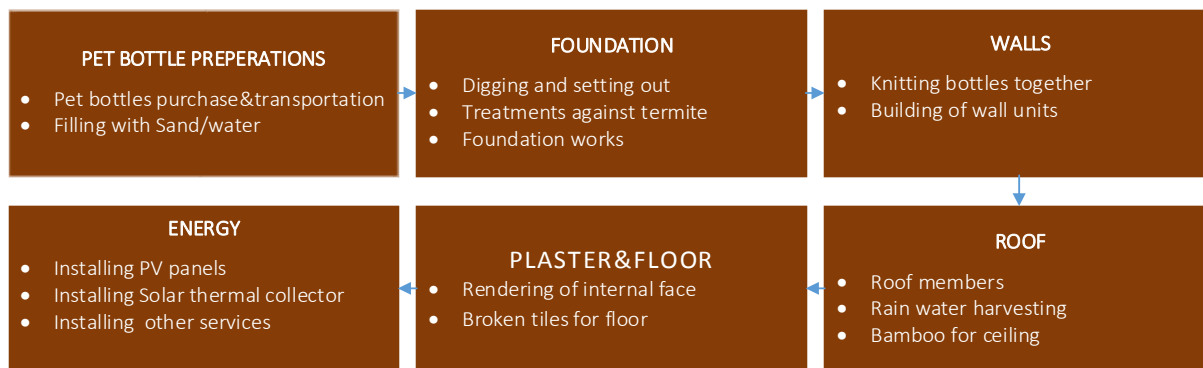 PET BOTTLE PREPERATIONS
• Pet bottles purchase&transportation
• Filling with Sand/water
FOUNDATION
• Digging and setting out
• Treatments against termite
• Foundation works
WALLS
• Knitting bottles together
• Building of wall units
ROOF
• Roof members
• Rain water harvesting
• Bamboo for ceiling
PLASTER&FLOOR
• Rendering of internal face
• Broken tiles for floor
ENERGY
• Installing PV panels
• Installing Solar thermal collector
• Installing other services